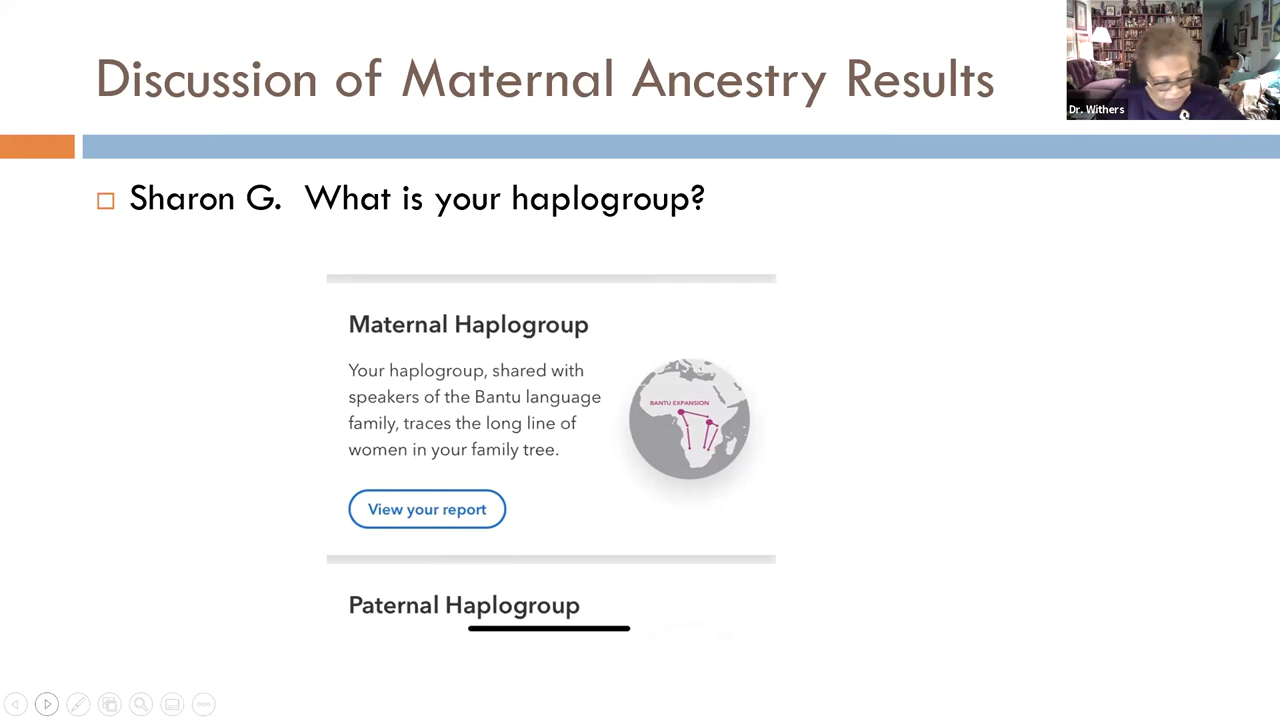 Discussion of Maternal Ancestry Results
Dr. Withers
Sharon G.  What is your haplogroup?
Maternal Haplogroup
Your haplogroup, shared with
speakers of the Bantu language
family, traces the long line of
women in your family tree.
BANTU EXPANSION
View your report
Paternal Haplogroup